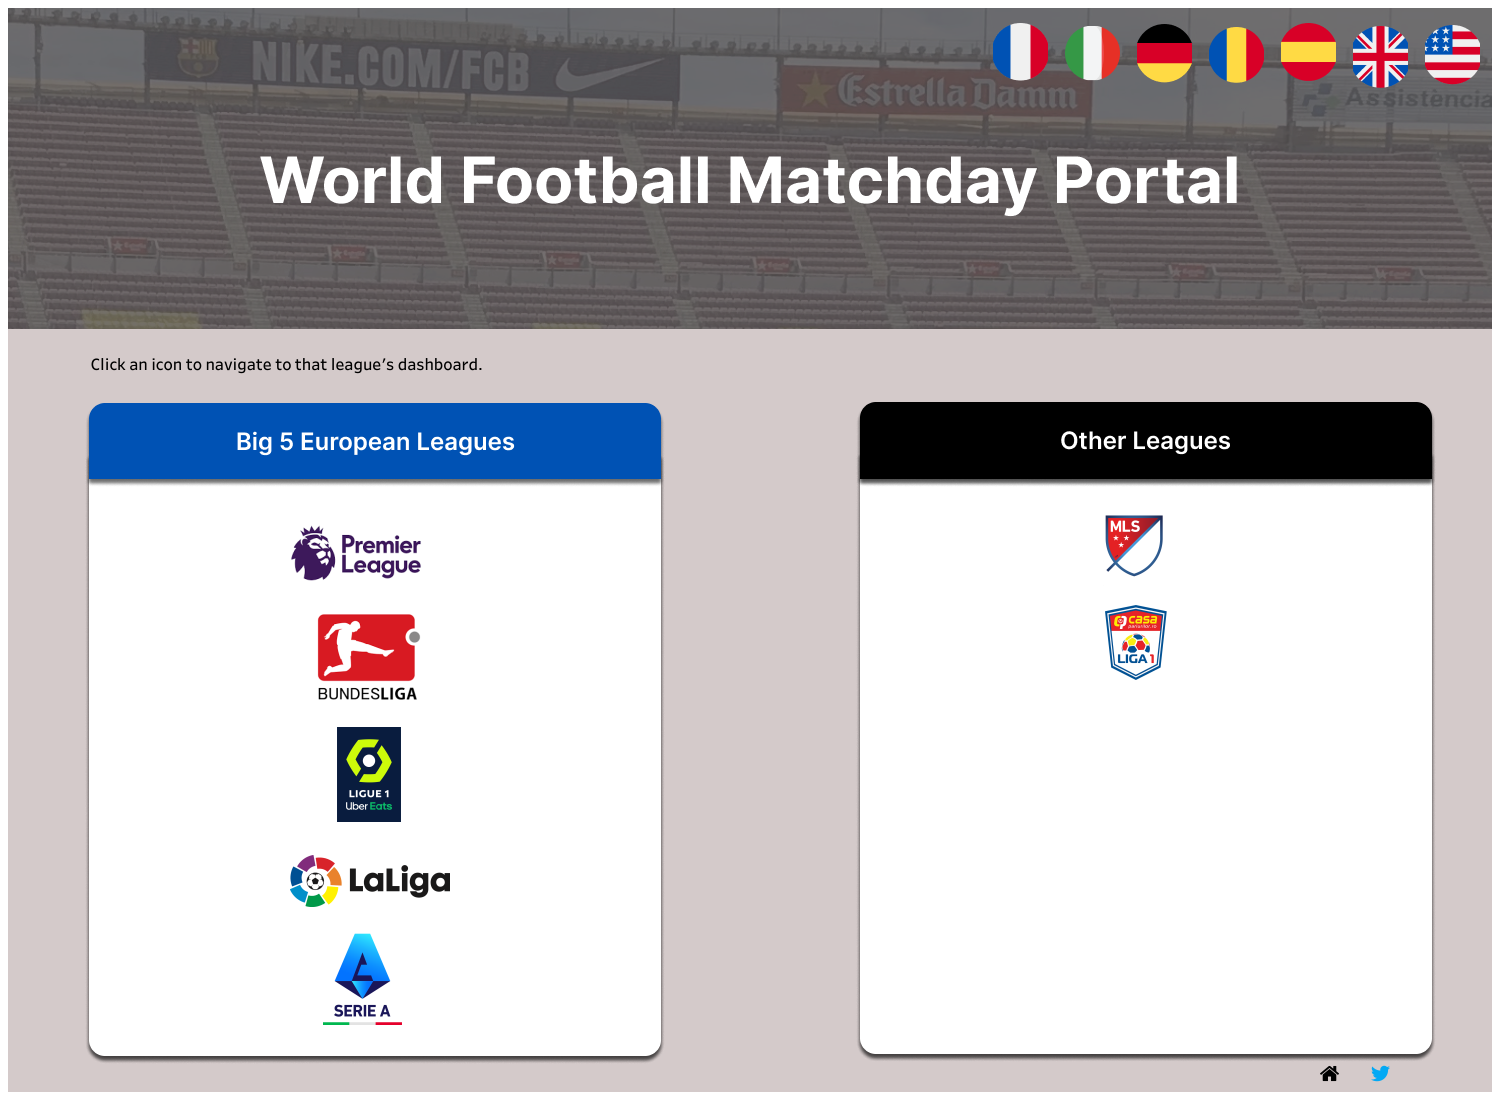 NIKE.COM/FCB
Estrella Damm
Assistència
World Football Matchday Portal
Click an icon to navigate to that league's dashboard.
Big 5 European Leagues
Other Leagues
Premier
League
BUNDESLIGA
LIGUE 1
Uber Eats
LaLiga
SERIE A
MLS
casa
pariurilor.ro
LIGA 1